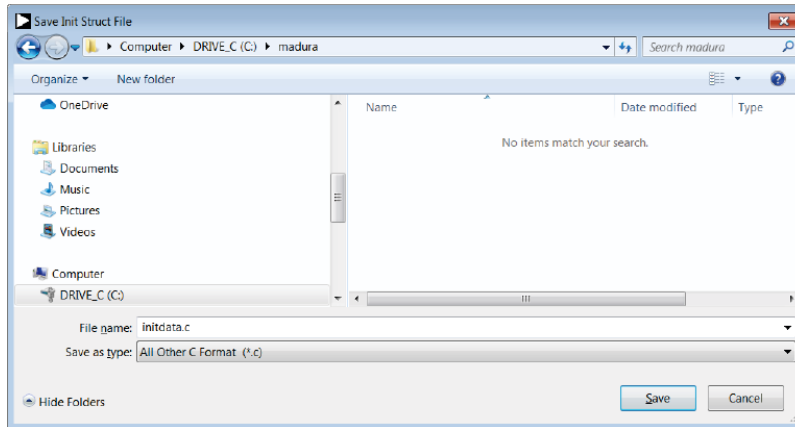 Save Init Struct File
Computer DRIVE_C (C:) madura Search madura
Organize New folder
OneDrive
Name Date modified Type
No items match your search.
Libraries
Documents
Music
Pictures
Videos
Computer
DRIVE_C (C:)
File name: initdata.c
Save as type: All Other C Format (*.c)
Hide Folders Save Cancel